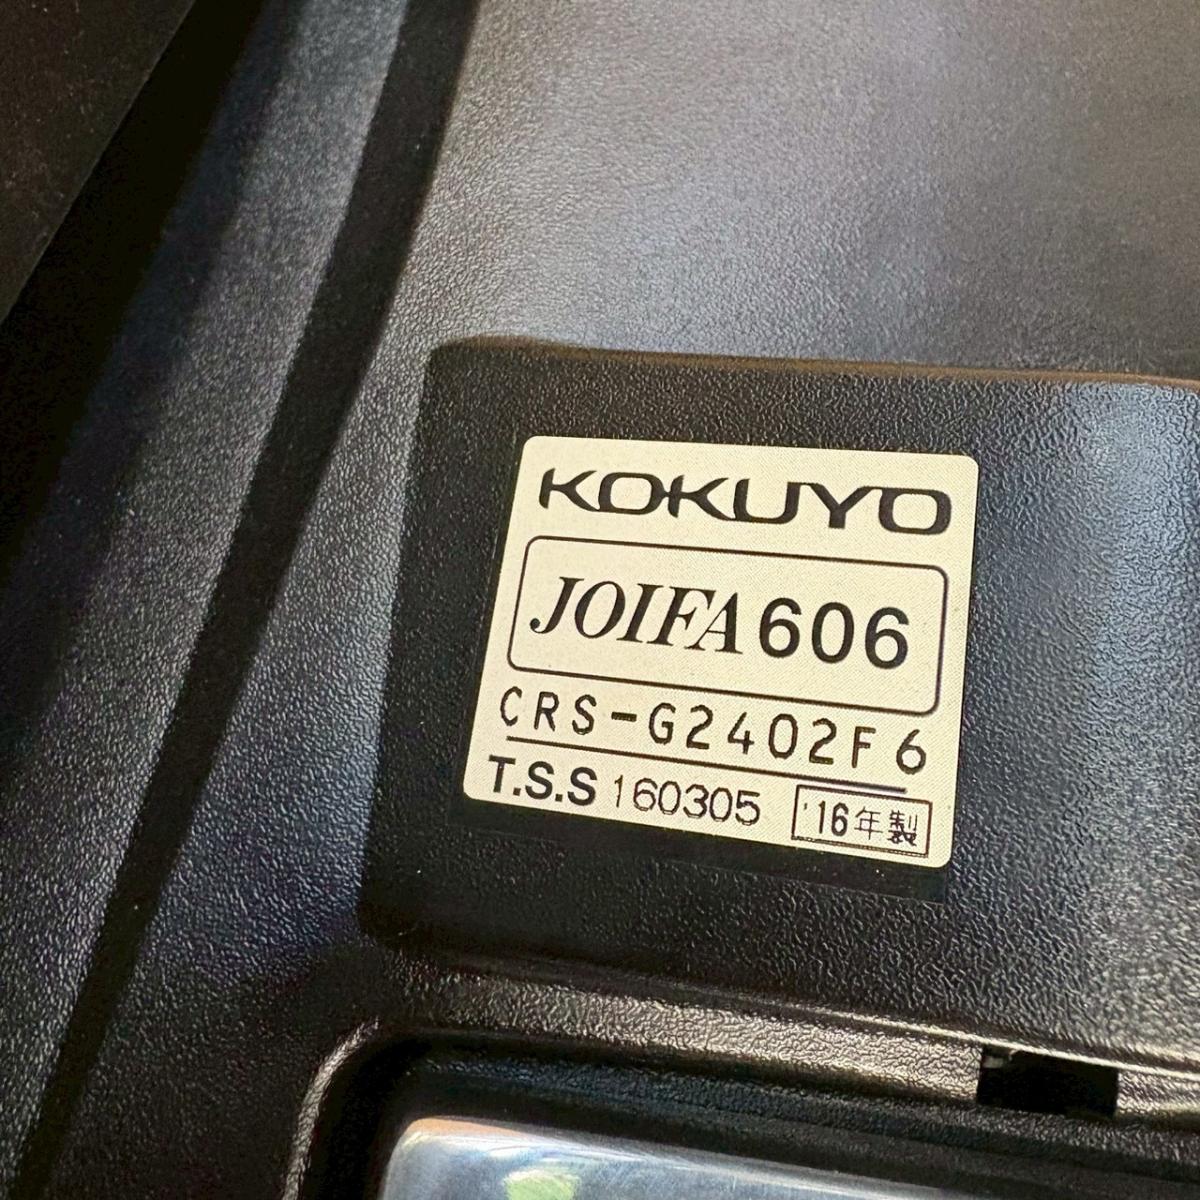 KOKUYO
JOIFA 606
CRS-G2402F6
T.S.S 160305 '16年製